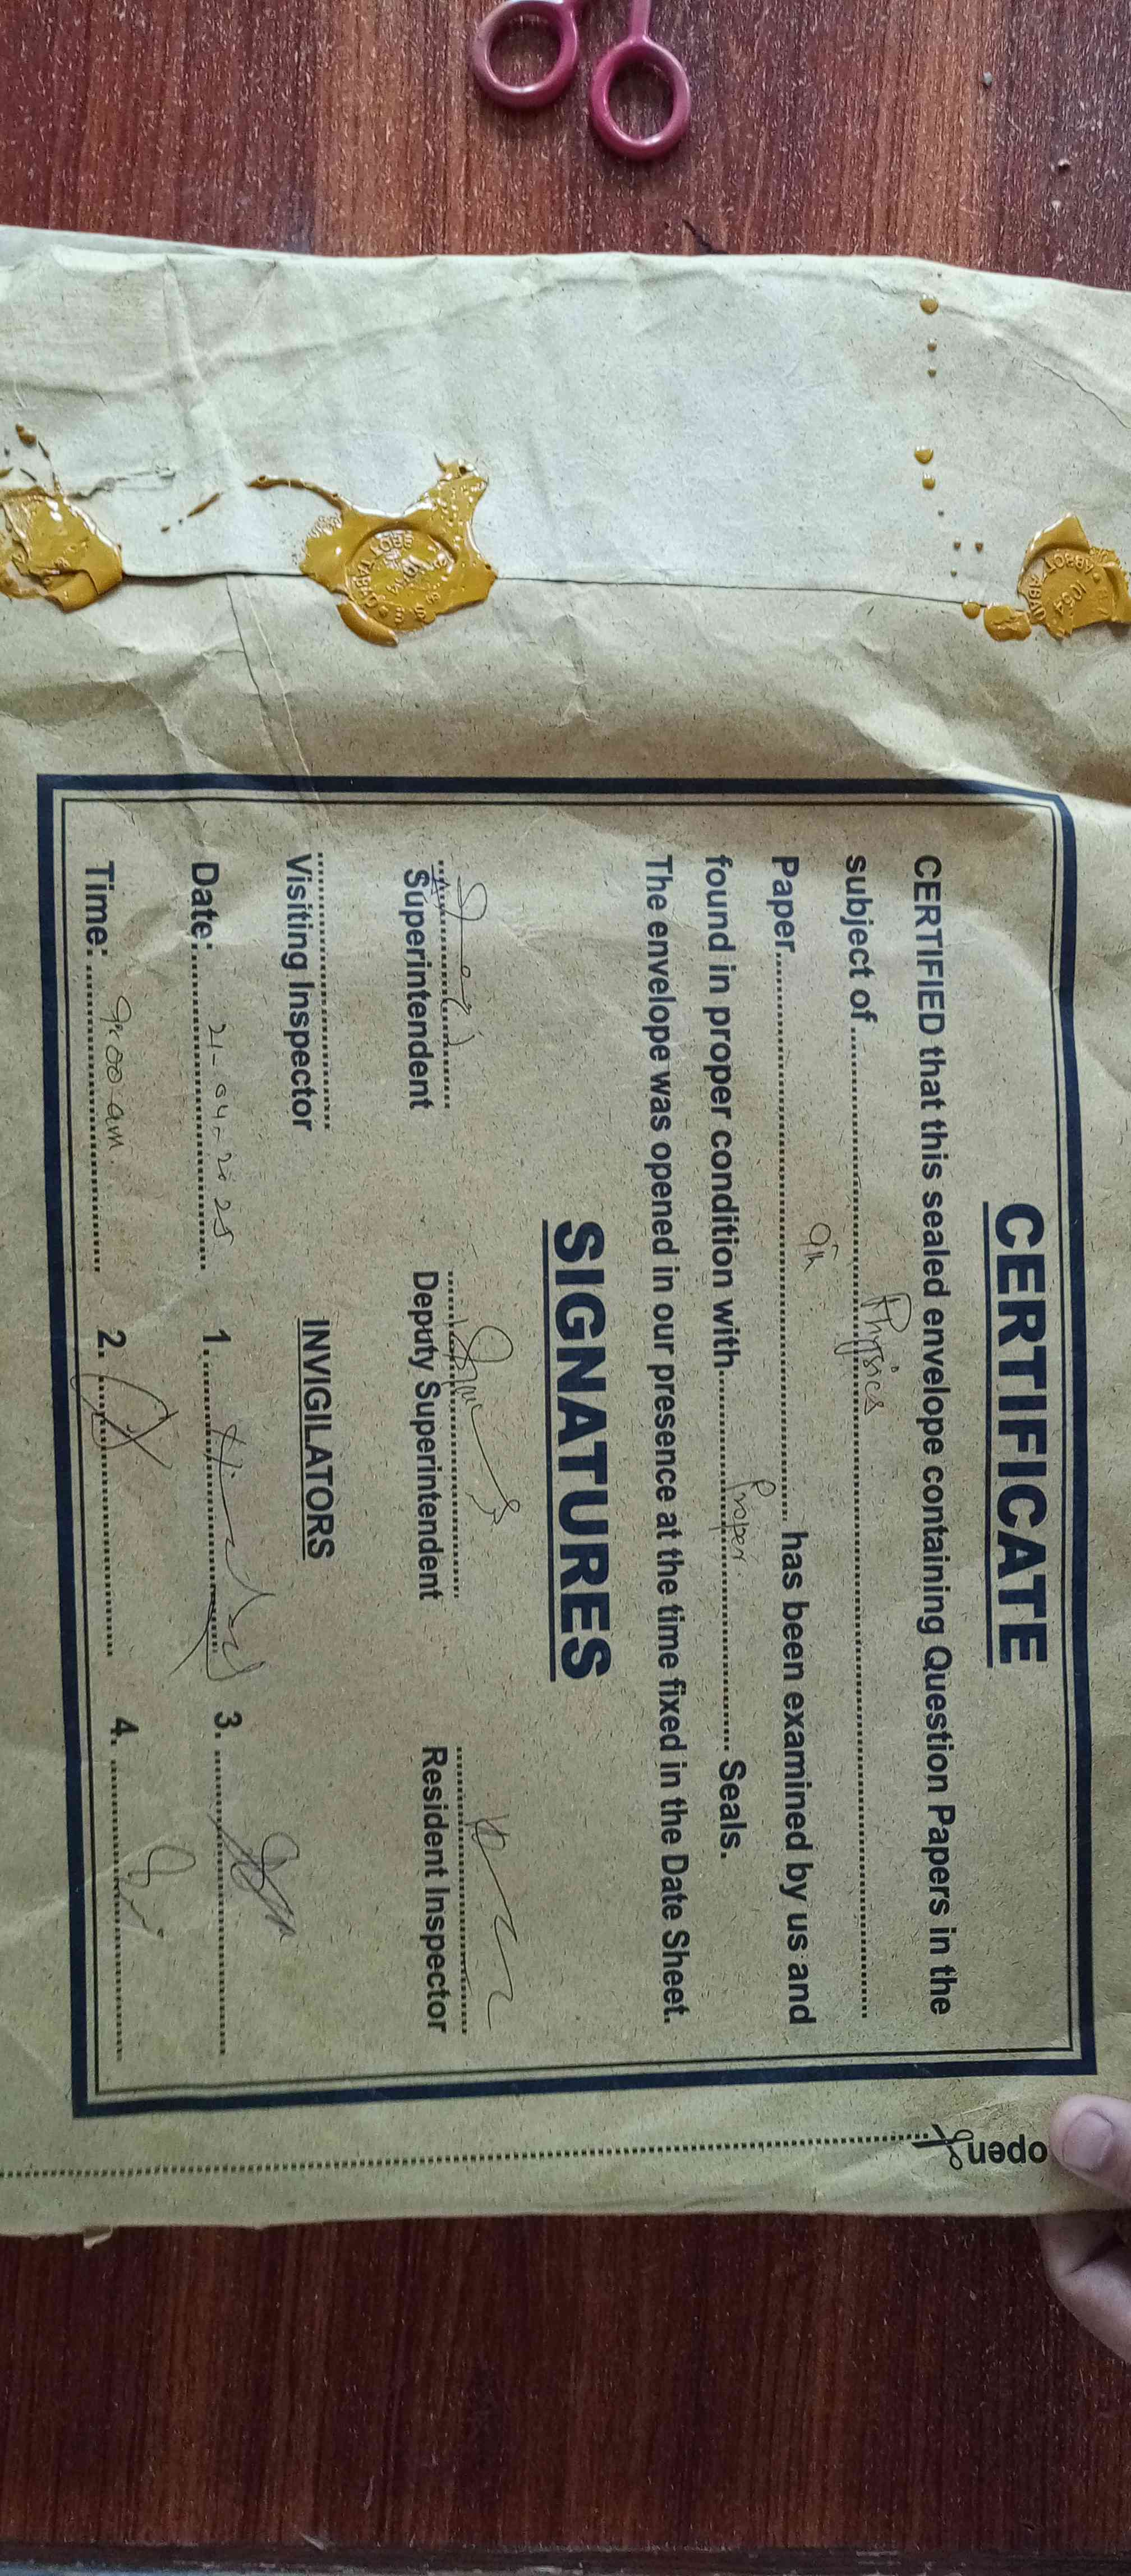 CERTIFICATE
CERTIFIED that this sealed envelope containing Question Papers in the
subject of Physics
Paper 9th has been examined by us and
found in proper condition with Proper Seals.
The envelope was opened in our presence at the time fixed in the Date Sheet.
SIGNATURES
Superintendent Deputy Superintendent Resident Inspector
Visiting Inspector INVIGILATORS
Date: 21-04-2025 1. 3.
Time: 9:00 am. 2. 4.
open
ABBOTTABAD
1064